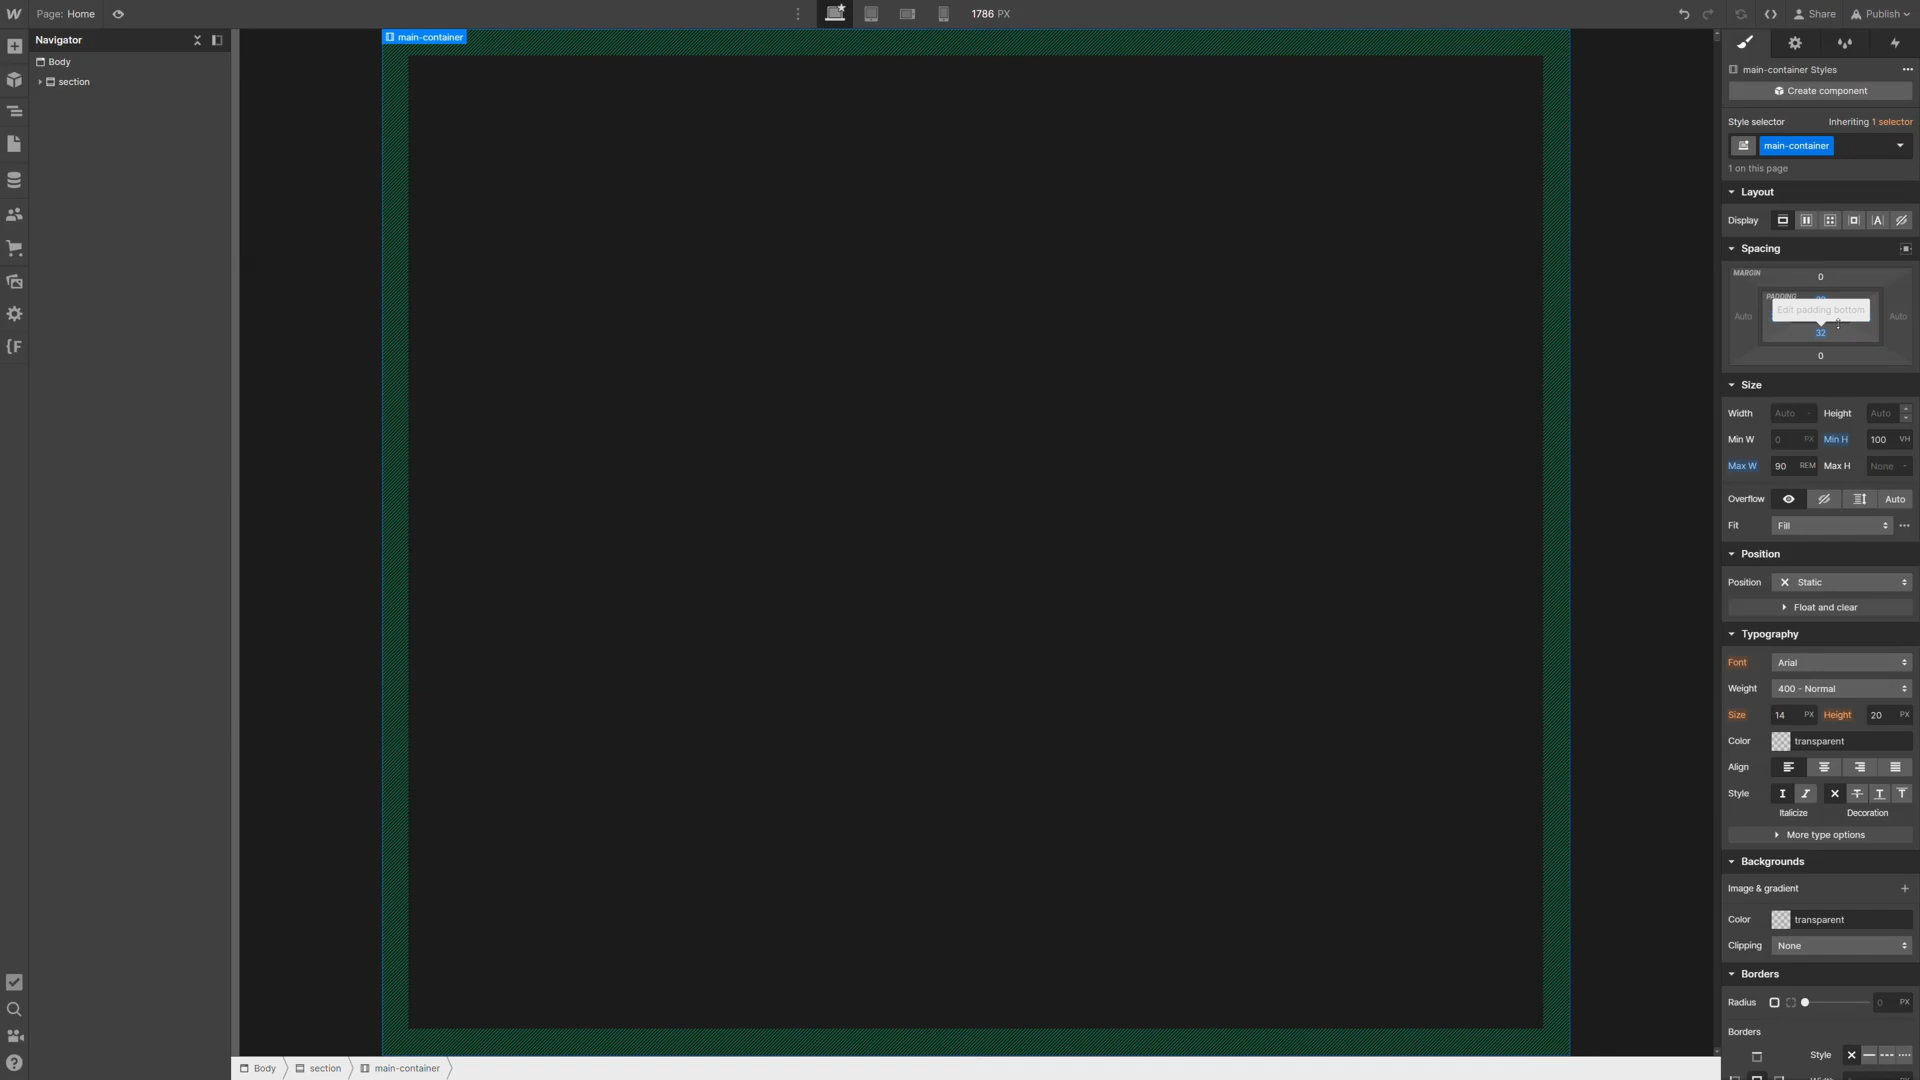 Page: Home
1786 PX
Share
Publish
Navigator
Body
section
main-container
main-container Styles
Create component
Style selector
Inheriting 1 selector
main-container
1 on this page
Layout
Display
Spacing
MARGIN
0
PADDING
Edit padding bottom
Auto
Auto
32
0
Size
Width Auto - Height Auto
Min W 0 PX Min H 100 VH
Max W 90 REM Max H None -
Overflow Auto
Fit Fill
Position
Position Static
Float and clear
Typography
Font Arial
Weight 400 - Normal
Size 14 PX Height 20 PX
Color transparent
Align
Style
Italicize Decoration
More type options
Backgrounds
Image & gradient
Color transparent
Clipping None
Borders
Radius 0 PX
Borders
Style
Body section main-container